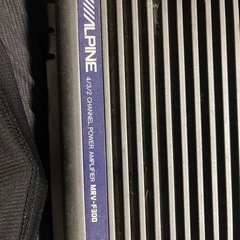 ALPINE
4/3/2 CHANNEL POWER AMPLIFIER MRV-F300